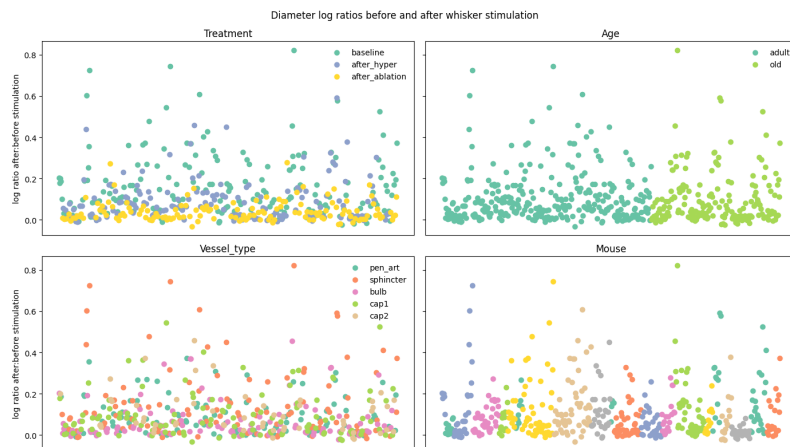 Diameter log ratios before and after whisker stimulation
Treatment
Age
0.8
0.6
0.4
0.2
0.0
log ratio after:before stimulation
baseline
after_hyper
after_ablation
adult
old
Vessel_type
Mouse
0.8
0.6
0.4
0.2
0.0
log ratio after:before stimulation
pen_art
sphincter
bulb
cap1
cap2